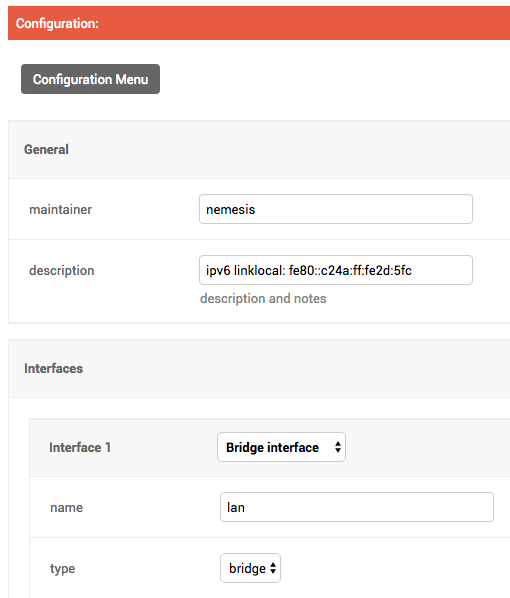 Configuration:
Configuration Menu
General
maintainer
nemesis
description
ipv6 linklocal: fe80::c24a:ff:fe2d:5fc
description and notes
Interfaces
Interface 1
Bridge interface
name
lan
type
bridge